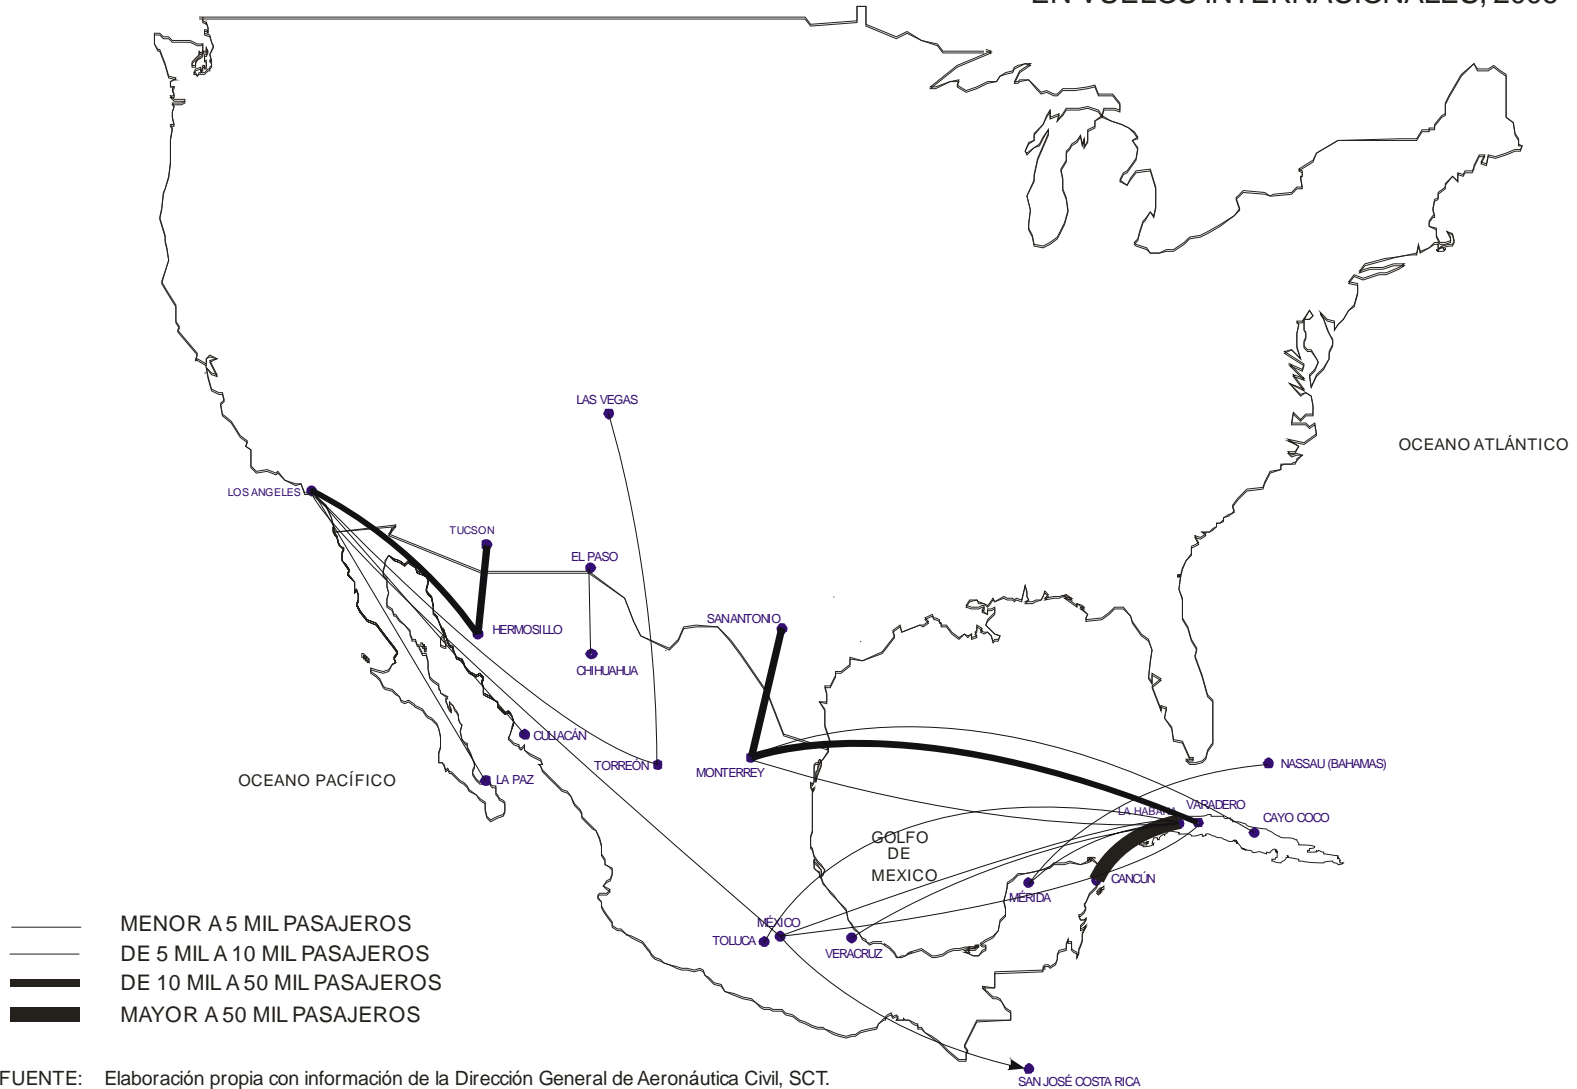 EN VUELOS INTERNACIONALES, 2006
LAS VEGAS
OCEANO ATLÁNTICO
LOS ANGELES
TUCSON
EL PASO
SAN ANTONIO
HERMOSILLO
CHIHUAHUA
CULIACÁN
TORREÓN
MONTERREY
NASSAU (BAHAMAS)
OCEANO PACÍFICO
LA PAZ
LA HABANA
VARADERO
CAYO COCO
GOLFO
DE
MEXICO
CANCÚN
MÉRIDA
MÉXICO
TOLUCA
VERACRUZ
MENOR A 5 MIL PASAJEROS
DE 5 MIL A 10 MIL PASAJEROS
DE 10 MIL A 50 MIL PASAJEROS
MAYOR A 50 MIL PASAJEROS
FUENTE: Elaboración propia con información de la Dirección General de Aeronáutica Civil, SCT.
SAN JOSÉ COSTA RICA